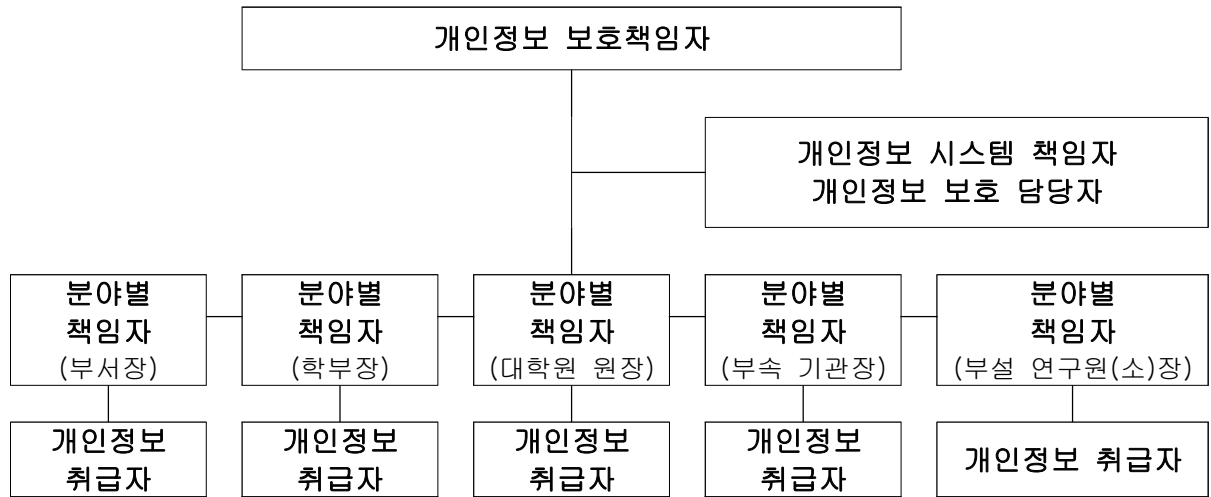 개인정보 보호책임자
개인정보 시스템 책임자
개인정보 보호 담당자
분야별
책임자
(부서장)
분야별
책임자
(학부장)
분야별
책임자
(대학원 원장)
분야별
책임자
(부속 기관장)
분야별
책임자
(부설 연구원(소)장)
개인정보
취급자
개인정보
취급자
개인정보
취급자
개인정보
취급자
개인정보 취급자